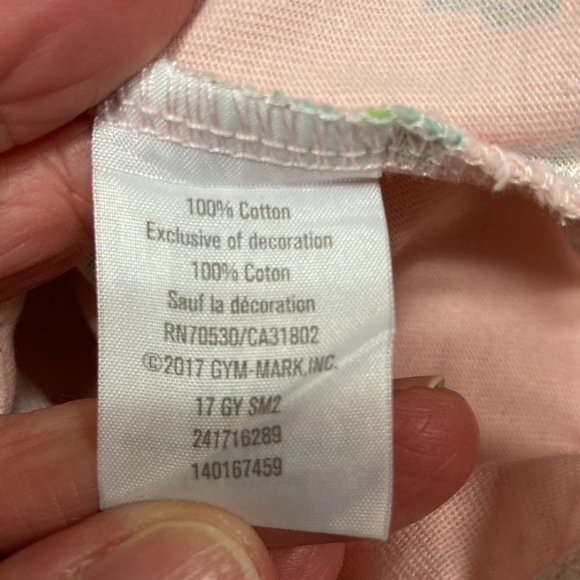 100% Cotton
Exclusive of decoration
100% Coton
Sauf la décoration
RN70530/CA31802
©2017 GYM-MARK,INC.
17 GY SM2
241716289
140167459